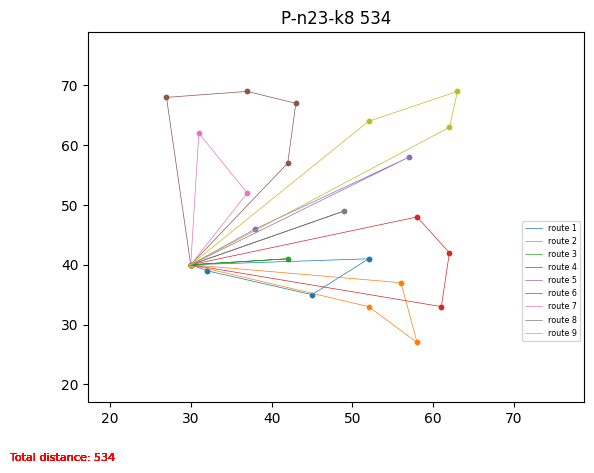 P-n23-k8 534
70
60
50
40
30
20
20
30
40
50
60
70
route 1
route 2
route 3
route 4
route 5
route 6
route 7
route 8
route 9
Total distance: 534